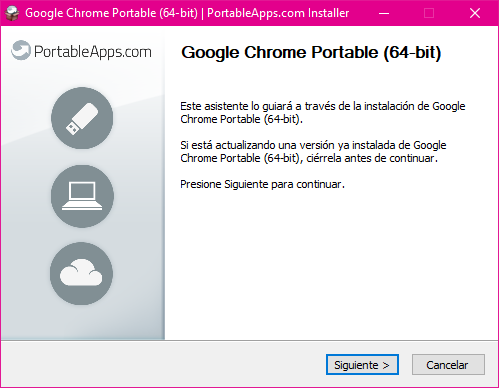 Google Chrome Portable (64-bit) | PortableApps.com Installer
PortableApps.com
Google Chrome Portable (64-bit)
Este asistente lo guiará a través de la instalación de Google
Chrome Portable (64-bit).
Si está actualizando una versión ya instalada de Google
Chrome Portable (64-bit), ciérrela antes de continuar.
Presione Siguiente para continuar.
Siguiente >
Cancelar